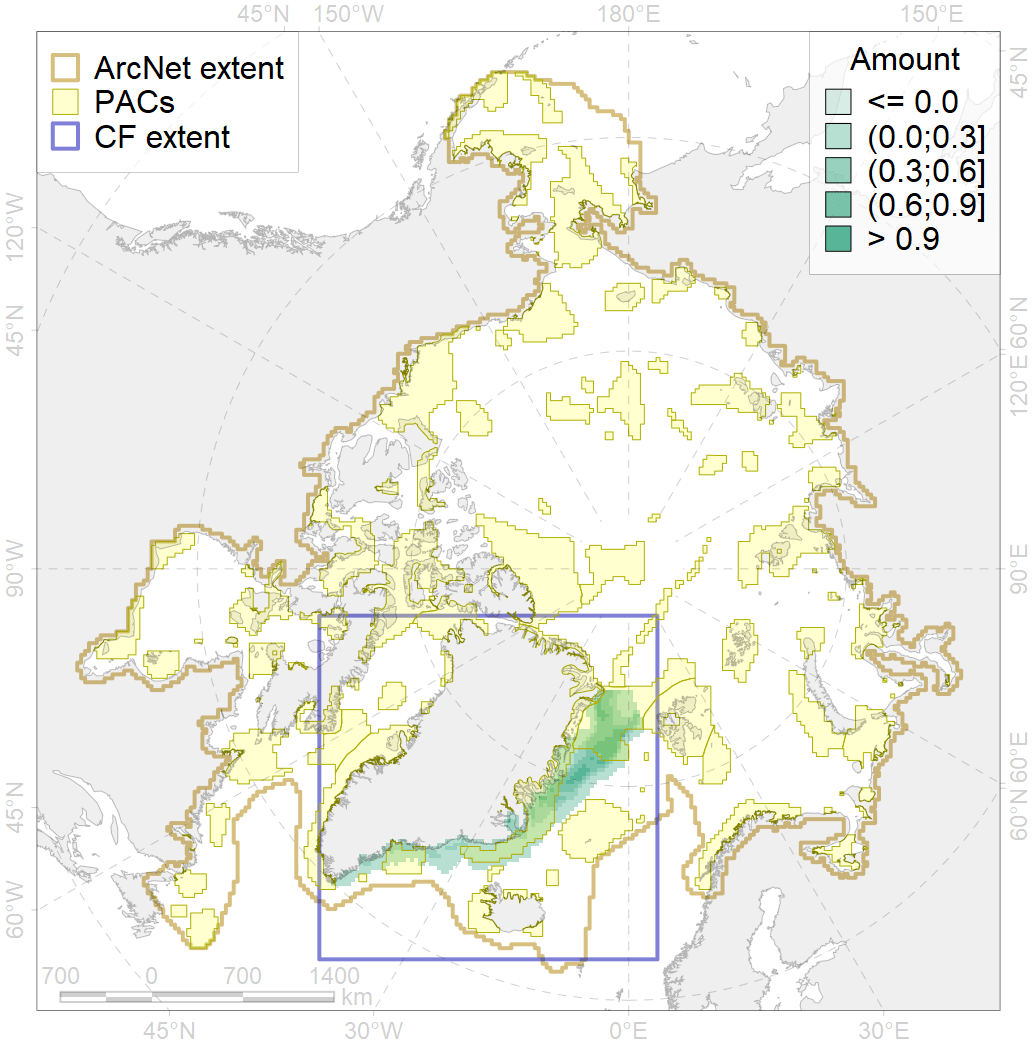 45°N 150°W 180°E 150°E
ArcNet extent
PACs
CF extent
Amount
<= 0.0
(0.0;0.3]
(0.3;0.6]
(0.6;0.9]
> 0.9
45°N
120°W
60°N
45°N
120°E
90°W
90°E
45°N
60°N
60°W
60°E
700 0 700 1400
km
45°N 30°W 0°E 30°E